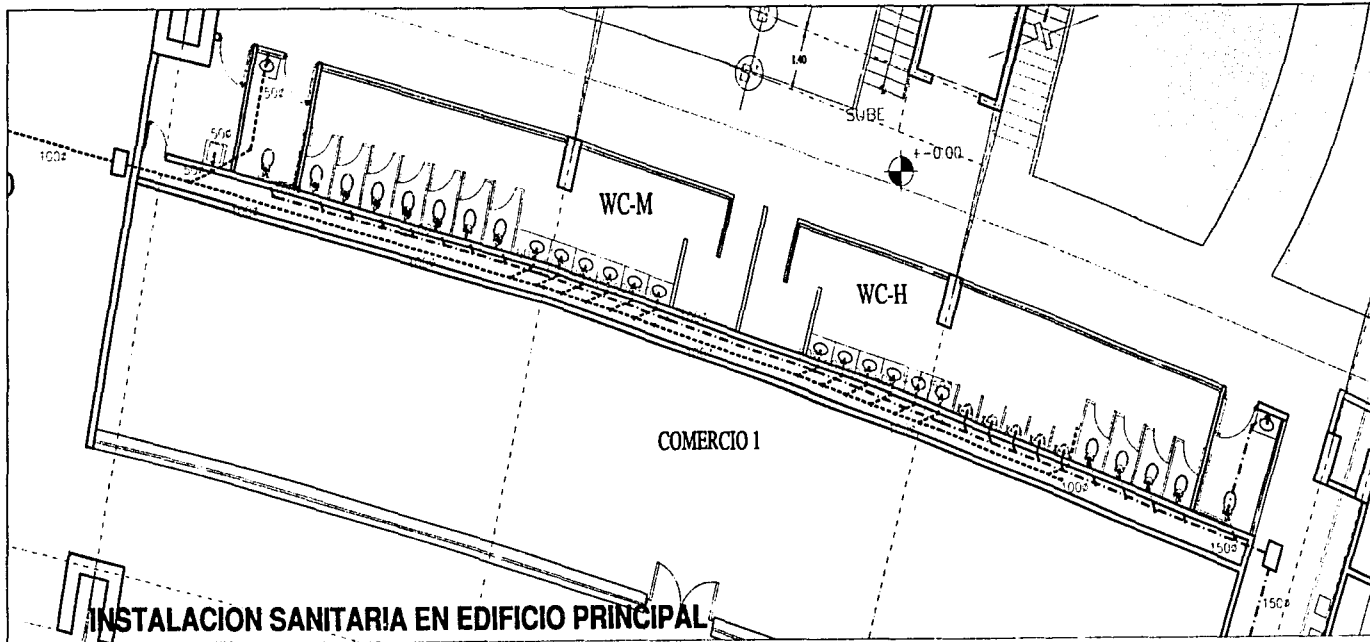 B
B'
1.40
SUBE
+-0.00
50ø
50ø
100ø
50
WC-M
WC-H
COMERCIO 1
100ø
150ø
150ø
INSTALACION SANITARIA EN EDIFICIO PRINCIPAL